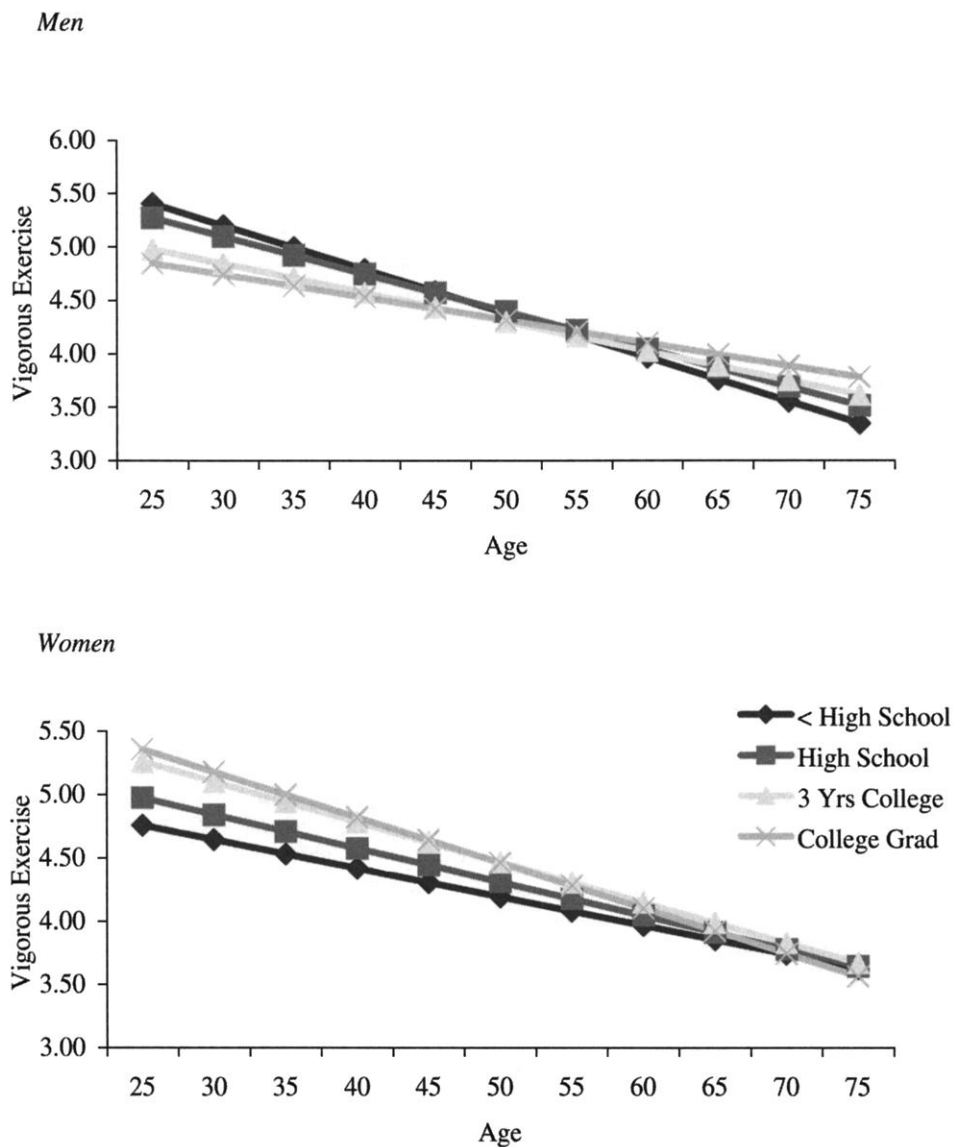 Men
6.00
5.50
5.00
4.50
4.00
3.50
3.00
Vigorous Exercise
25 30 35 40 45 50 55 60 65 70 75
Age
Women
5.50
5.00
4.50
4.00
3.50
3.00
Vigorous Exercise
< High School
High School
3 Yrs College
College Grad
25 30 35 40 45 50 55 60 65 70 75
Age